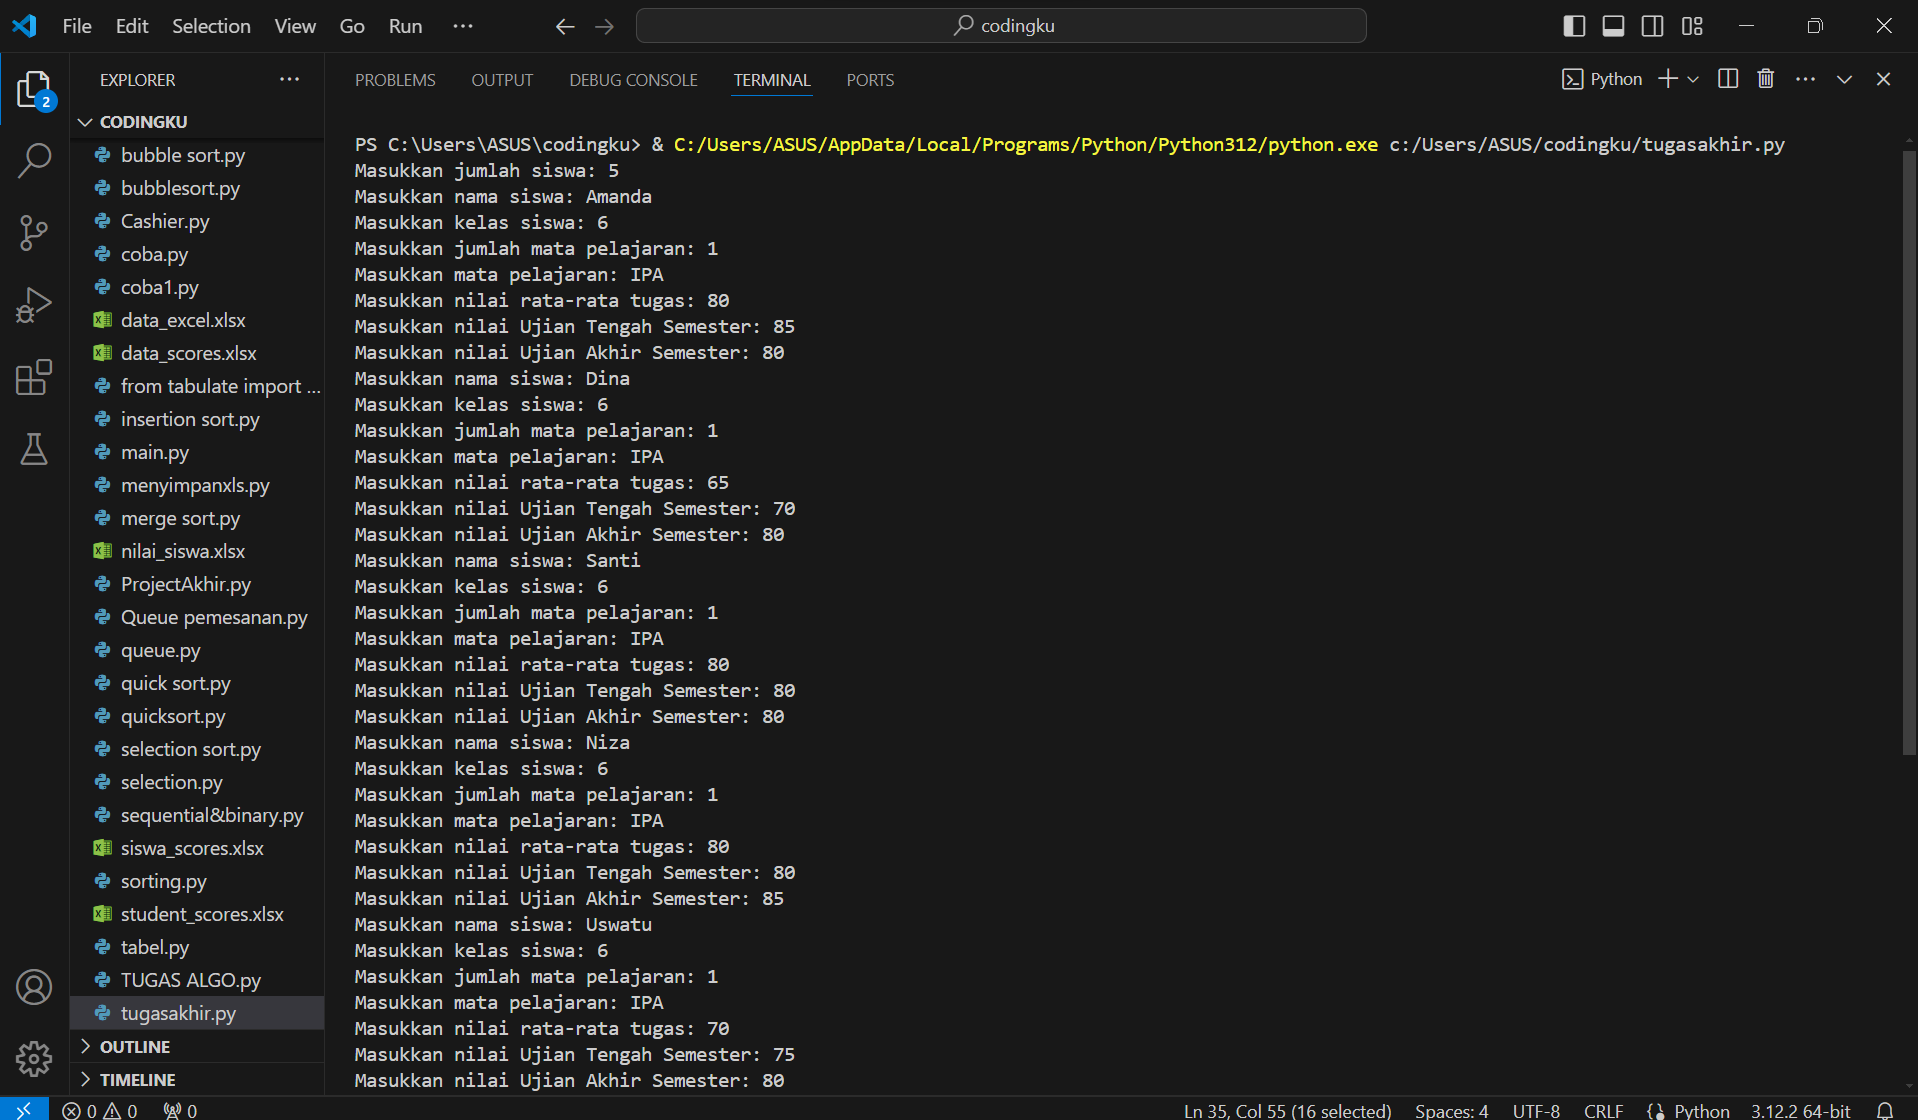 File Edit Selection View Go Run ...
codingku
EXPLORER ...
2
CODINGKU
bubble sort.py
bubblesort.py
Cashier.py
coba.py
coba1.py
data_excel.xlsx
data_scores.xlsx
from tabulate import ...
insertion sort.py
main.py
menyimpanxls.py
merge sort.py
nilai_siswa.xlsx
ProjectAkhir.py
Queue pemesanan.py
queue.py
quick sort.py
quicksort.py
selection sort.py
selection.py
sequential&binary.py
siswa_scores.xlsx
sorting.py
student_scores.xlsx
tabel.py
TUGAS ALGO.py
tugasakhir.py
OUTLINE
TIMELINE
PROBLEMS OUTPUT DEBUG CONSOLE TERMINAL PORTS
Python
PS C:\Users\ASUS\codingku> & C:/Users/ASUS/AppData/Local/Programs/Python/Python312/python.exe c:/Users/ASUS/codingku/tugasakhir.py
Masukkan jumlah siswa: 5
Masukkan nama siswa: Amanda
Masukkan kelas siswa: 6
Masukkan jumlah mata pelajaran: 1
Masukkan mata pelajaran: IPA
Masukkan nilai rata-rata tugas: 80
Masukkan nilai Ujian Tengah Semester: 85
Masukkan nilai Ujian Akhir Semester: 80
Masukkan nama siswa: Dina
Masukkan kelas siswa: 6
Masukkan jumlah mata pelajaran: 1
Masukkan mata pelajaran: IPA
Masukkan nilai rata-rata tugas: 65
Masukkan nilai Ujian Tengah Semester: 70
Masukkan nilai Ujian Akhir Semester: 80
Masukkan nama siswa: Santi
Masukkan kelas siswa: 6
Masukkan jumlah mata pelajaran: 1
Masukkan mata pelajaran: IPA
Masukkan nilai rata-rata tugas: 80
Masukkan nilai Ujian Tengah Semester: 80
Masukkan nilai Ujian Akhir Semester: 80
Masukkan nama siswa: Niza
Masukkan kelas siswa: 6
Masukkan jumlah mata pelajaran: 1
Masukkan mata pelajaran: IPA
Masukkan nilai rata-rata tugas: 80
Masukkan nilai Ujian Tengah Semester: 80
Masukkan nilai Ujian Akhir Semester: 85
Masukkan nama siswa: Uswatu
Masukkan kelas siswa: 6
Masukkan jumlah mata pelajaran: 1
Masukkan mata pelajaran: IPA
Masukkan nilai rata-rata tugas: 70
Masukkan nilai Ujian Tengah Semester: 75
Masukkan nilai Ujian Akhir Semester: 80
0 0 0 Ln 35, Col 55 (16 selected) Spaces: 4 UTF-8 CRLF {} Python 3.12.2 64-bit